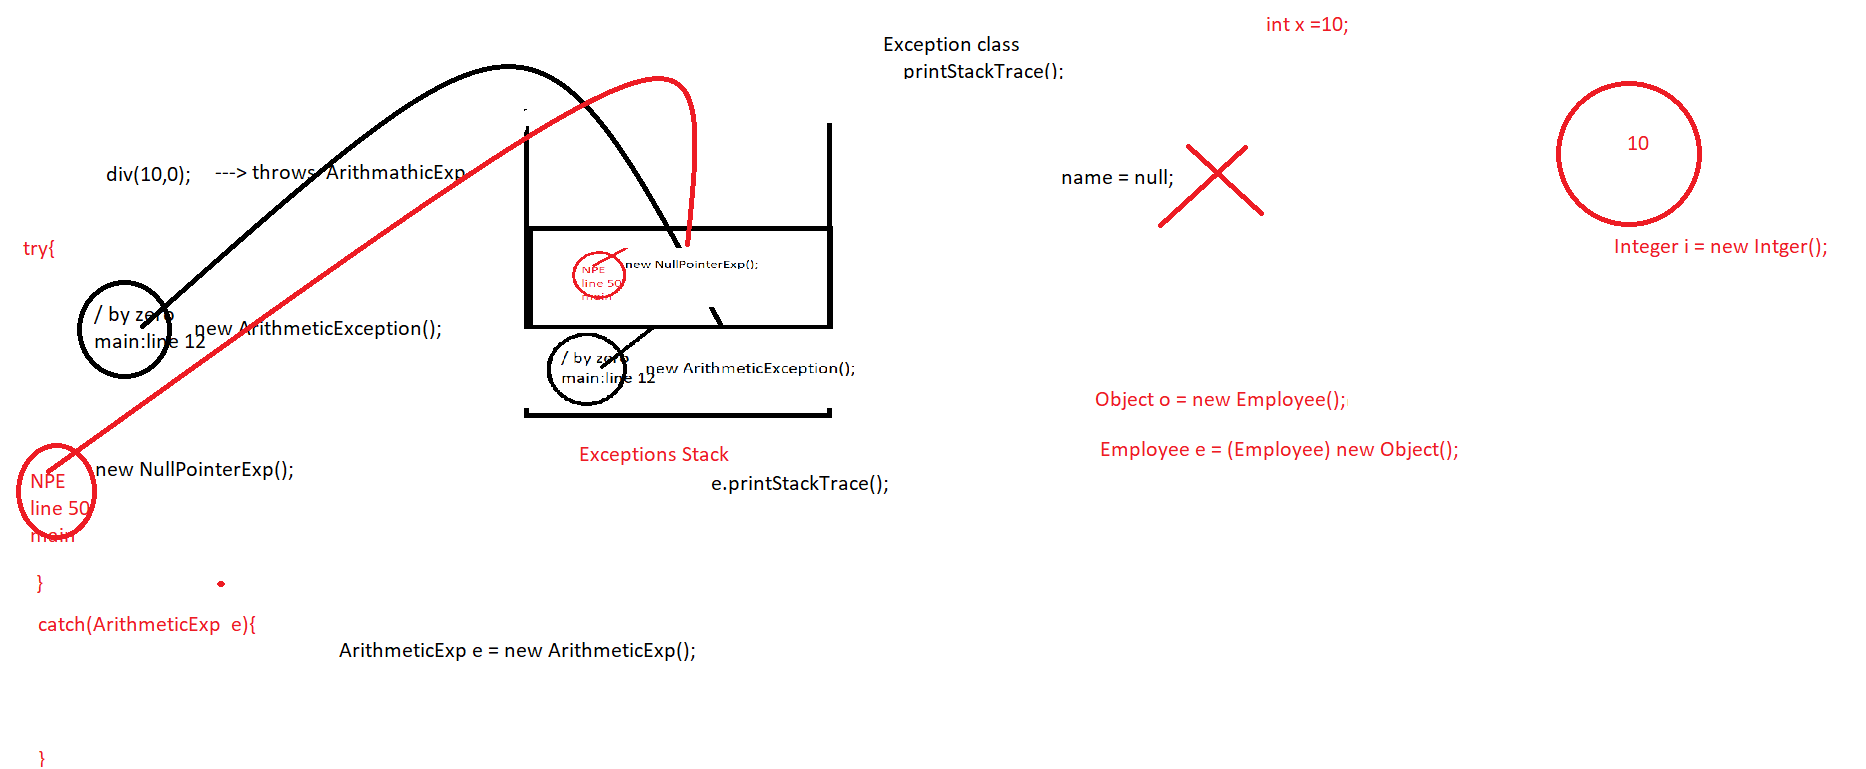 int x =10;
Exception class
printStackTrace();
10
div(10,0);   ---> throws  ArithmathicExp
name = null;
try{
Integer i = new Intger();
NPE
line 50
main
new NullPointerExp();
/ by zero
main:line 12
new ArithmeticException();
/ by zero
main:line 12
new ArithmeticException();
Object o = new Employee();
Employee e = (Employee) new Object();
Exceptions Stack
e.printStackTrace();
NPE
line 50
main
new NullPointerExp();
}
catch(ArithmeticExp  e){
ArithmeticExp e = new ArithmeticExp();
}